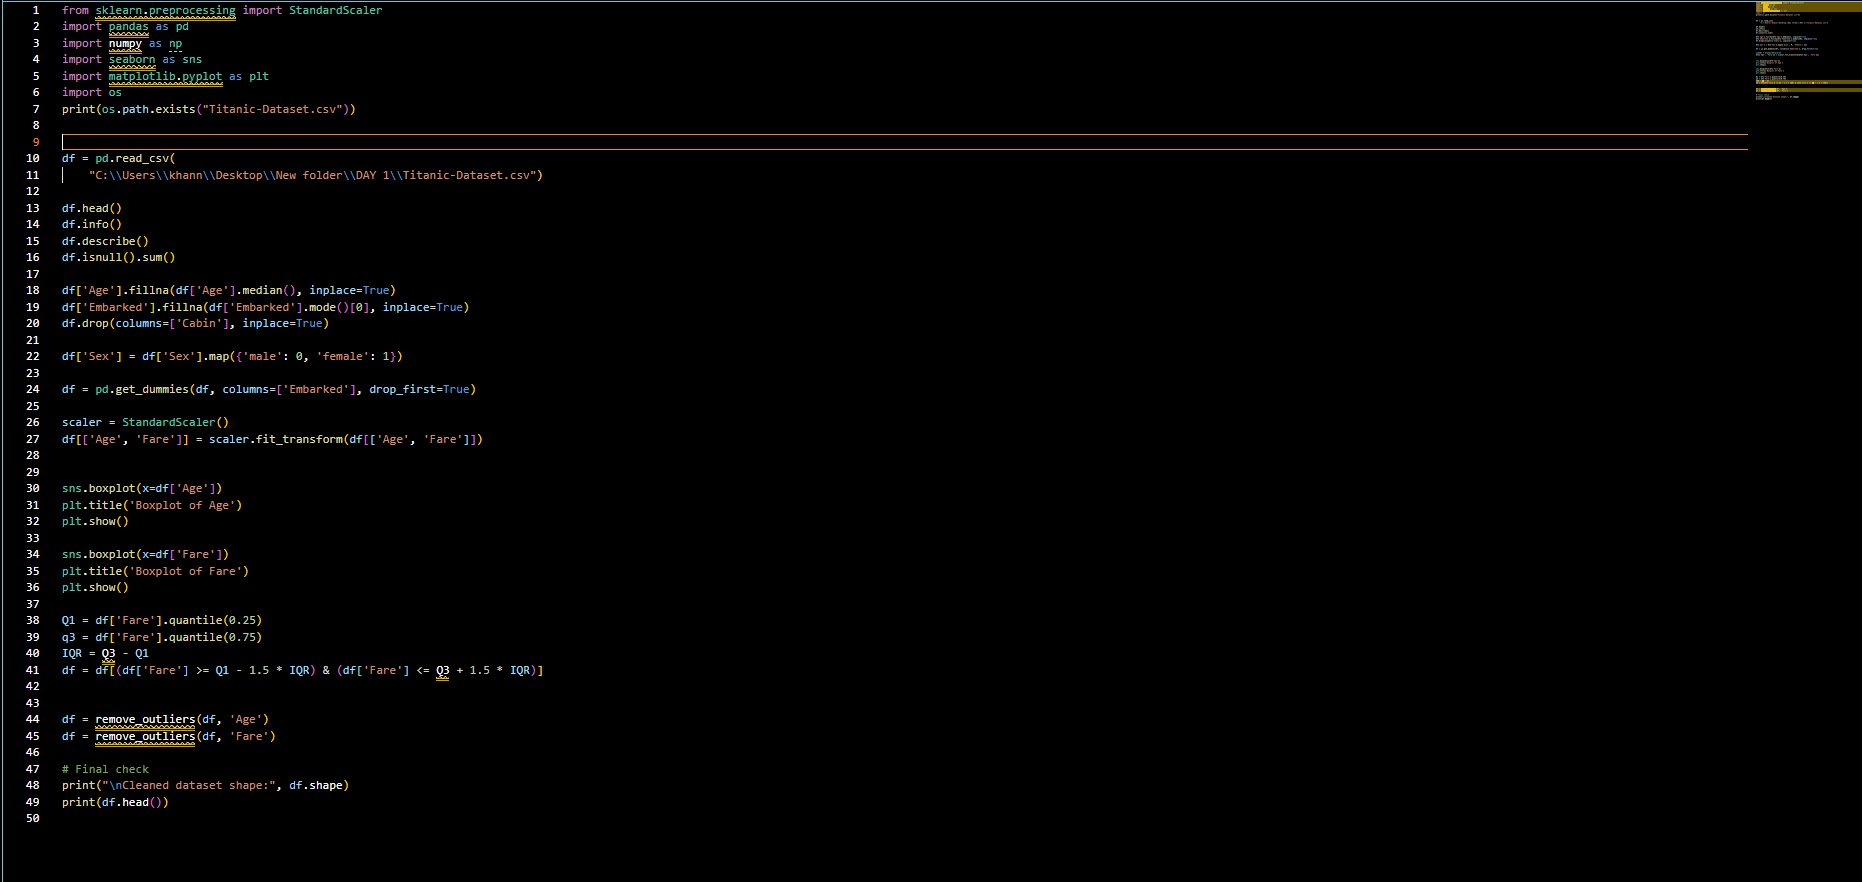 1 from sklearn.preprocessing import StandardScaler
2 import pandas as pd
3 import numpy as np
4 import seaborn as sns
5 import matplotlib.pyplot as plt
6 import os
7 print(os.path.exists("Titanic-Dataset.csv"))
8
9
10 df = pd.read_csv(
11     "C:\\Users\\khann\\Desktop\\New folder\\DAY 1\\Titanic-Dataset.csv")
12
13 df.head()
14 df.info()
15 df.describe()
16 df.isnull().sum()
17
18 df['Age'].fillna(df['Age'].median(), inplace=True)
19 df['Embarked'].fillna(df['Embarked'].mode()[0], inplace=True)
20 df.drop(columns=['Cabin'], inplace=True)
21
22 df['Sex'] = df['Sex'].map({'male': 0, 'female': 1})
23
24 df = pd.get_dummies(df, columns=['Embarked'], drop_first=True)
25
26 scaler = StandardScaler()
27 df[['Age', 'Fare']] = scaler.fit_transform(df[['Age', 'Fare']])
28
29
30 sns.boxplot(x=df['Age'])
31 plt.title('Boxplot of Age')
32 plt.show()
33
34 sns.boxplot(x=df['Fare'])
35 plt.title('Boxplot of Fare')
36 plt.show()
37
38 Q1 = df['Fare'].quantile(0.25)
39 q3 = df['Fare'].quantile(0.75)
40 IQR = Q3 - Q1
41 df = df[(df['Fare'] >= Q1 - 1.5 * IQR) & (df['Fare'] <= Q3 + 1.5 * IQR)]
42
43
44 df = remove_outliers(df, 'Age')
45 df = remove_outliers(df, 'Fare')
46
47 # Final check
48 print("\nCleaned dataset shape:", df.shape)
49 print(df.head())
50